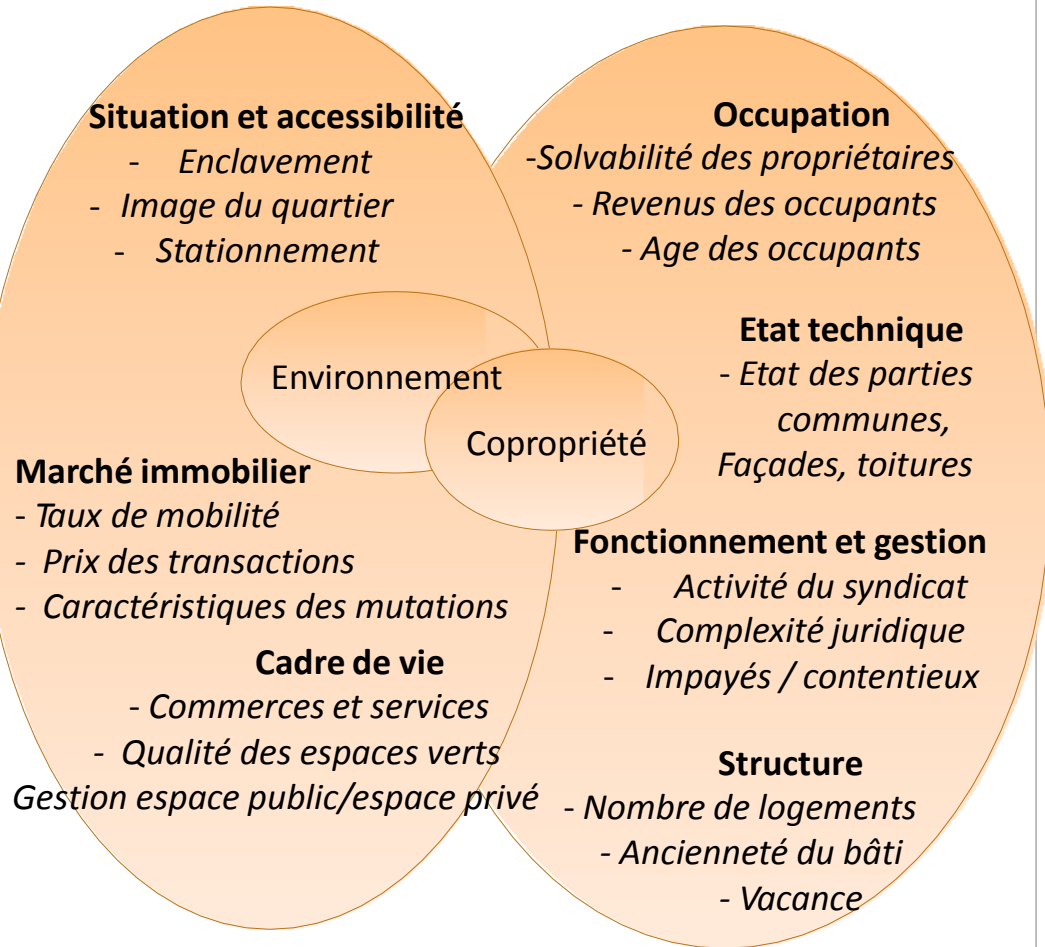 Situation et accessibilité
- Enclavement
- Image du quartier
- Stationnement
Environnement
Marché immobilier
- Taux de mobilité
- Prix des transactions
- Caractéristiques des mutations
Cadre de vie
- Commerces et services
- Qualité des espaces verts
Gestion espace public/espace privé
Occupation
-Solvabilité des propriétaires
- Revenus des occupants
- Age des occupants
Copropriété
Etat technique
- Etat des parties
communes,
Façades, toitures
Fonctionnement et gestion
- Activité du syndicat
- Complexité juridique
- Impayés / contentieux
Structure
- Nombre de logements
- Ancienneté du bâti
- Vacance